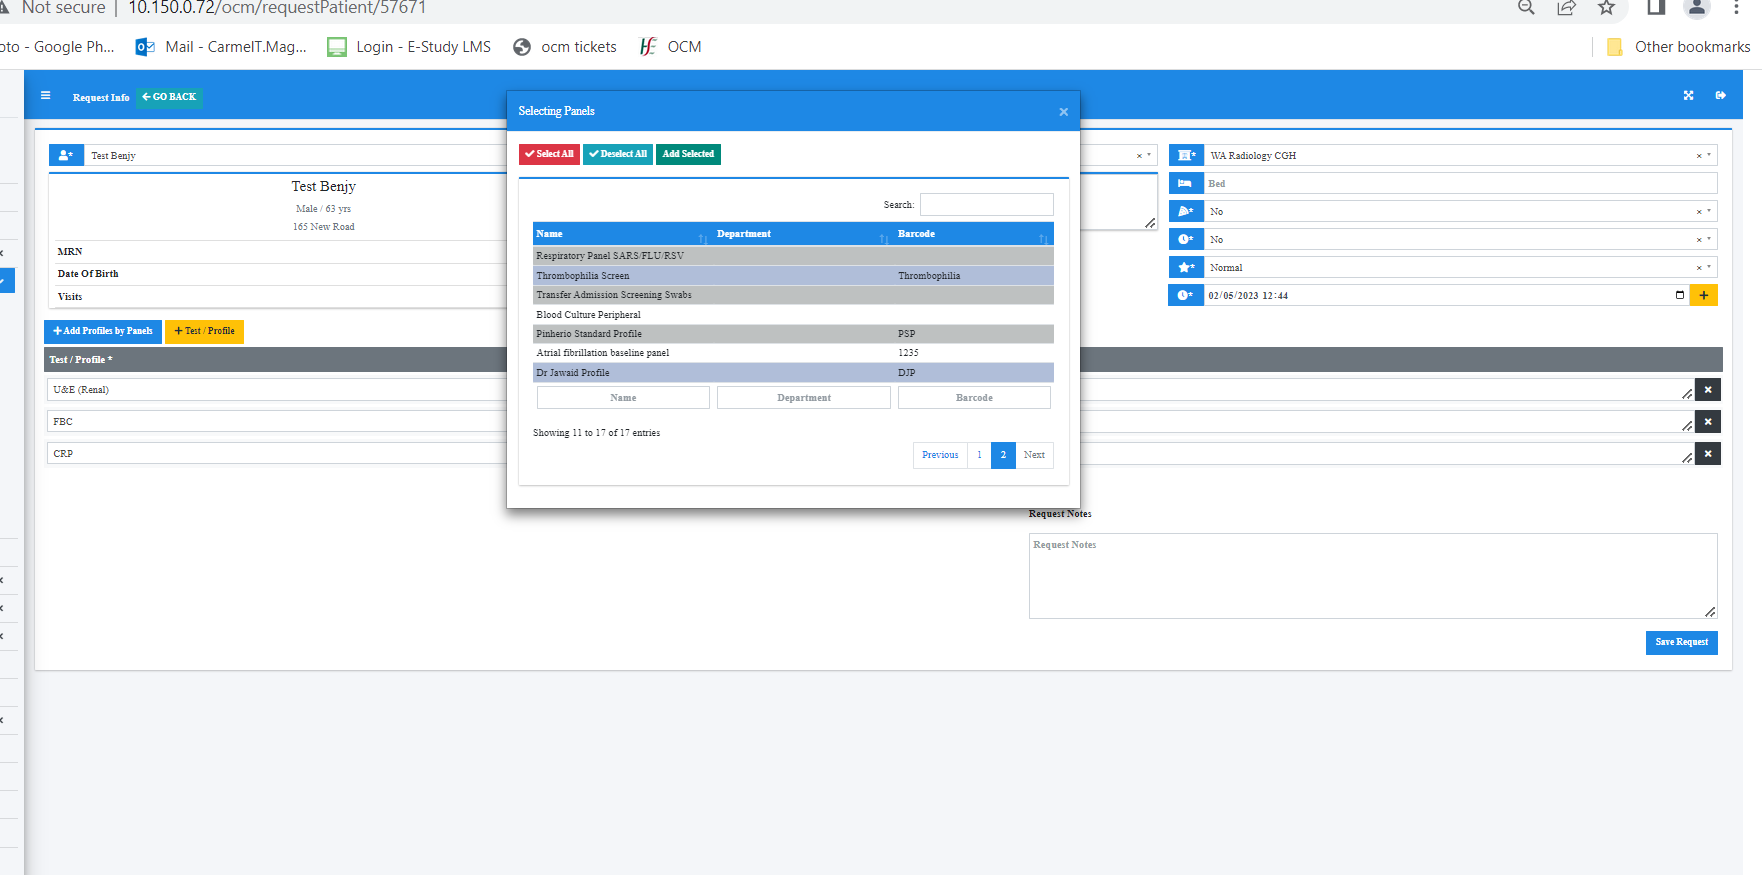 Not secure | 10.150.0.72/ocm/requestPatient/57671
oto - Google Ph...
Mail - CarmelT.Mag...
Login - E-Study LMS
ocm tickets
OCM
Other bookmarks
Request Info
GO BACK
Selecting Panels
×
Test Benjy
Test Benjy
Male / 63 yrs
165 New Road
MRN
Date Of Birth
Visits
Select All
Deselect All
Add Selected
Search:
Name Department Barcode
Respiratory Panel SARS/FLU/RSV
Thrombophilia Screen Thrombophilia
Transfer Admission Screening Swabs
Blood Culture Peripheral
Pinherio Standard Profile PSP
Atrial fibrillation baseline panel 1235
Dr Jawaid Profile DJP
Name Department Barcode
Showing 11 to 17 of 17 entries
Previous 1 2 Next
WA Radiology CGH
Bed
No
No
Normal
02/05/2023 12:44
+Add Profiles by Panels
+ Test / Profile
Test / Profile *
U&E (Renal)
FBC
CRP
Request Notes
Request Notes
Save Request